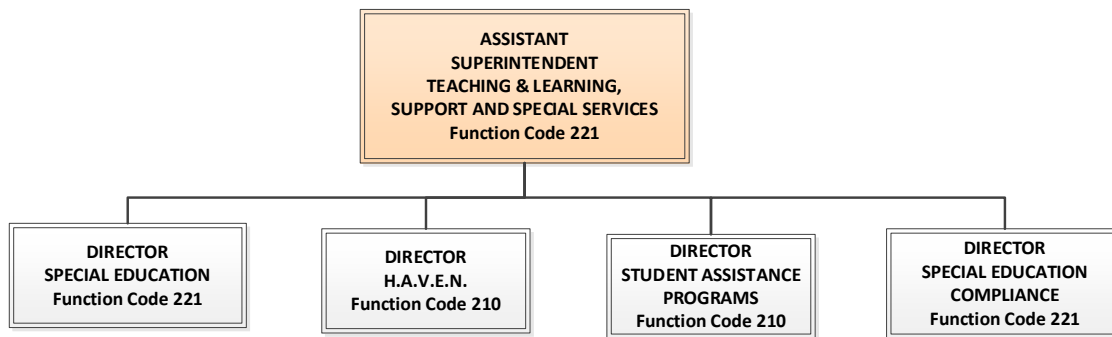 ASSISTANT
SUPERINTENDENT
TEACHING & LEARNING,
SUPPORT AND SPECIAL SERVICES
Function Code 221
DIRECTOR
SPECIAL EDUCATION
Function Code 221
DIRECTOR
H.A.V.E.N.
Function Code 210
DIRECTOR
STUDENT ASSISTANCE
PROGRAMS
Function Code 210
DIRECTOR
SPECIAL EDUCATION
COMPLIANCE
Function Code 221